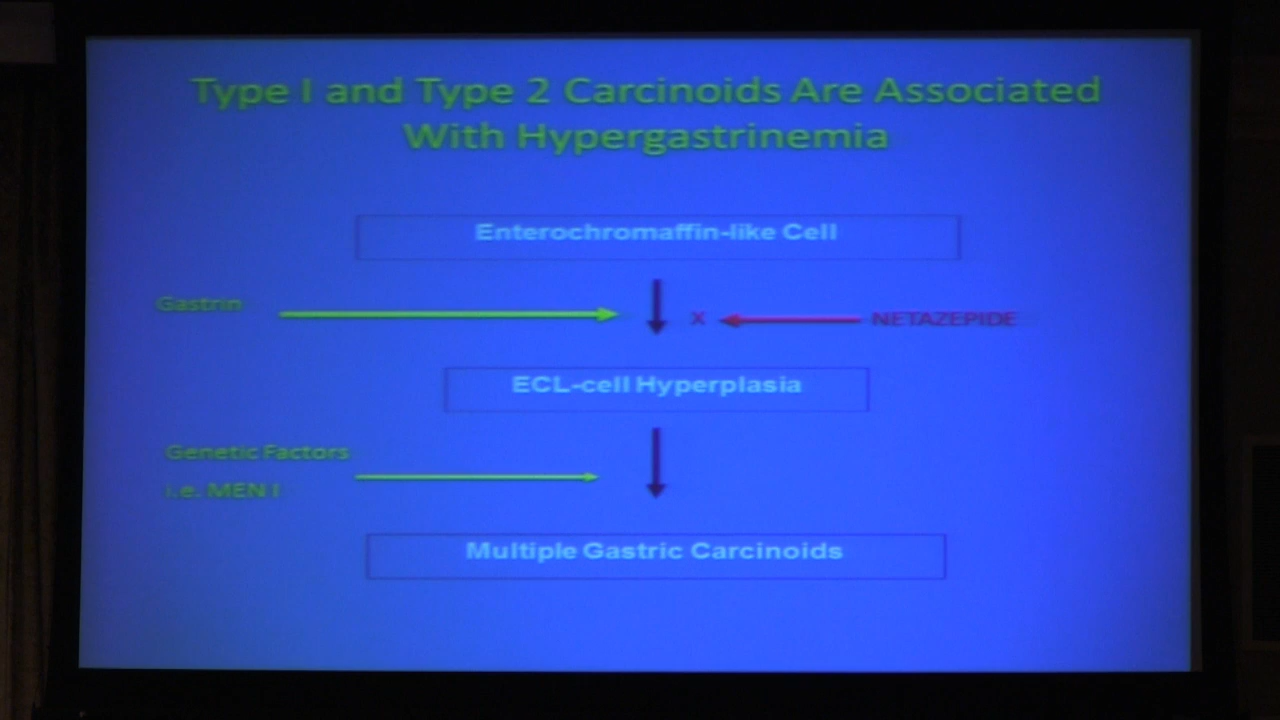 Type I and Type 2 Carcinoids Are Associated
With Hypergastrinemia
Enterochromaffin-like Cell
Gastrin
X
NETAZEPIDE
ECL-cell Hyperplasia
Genetic Factors
i.e. MEN I
Multiple Gastric Carcinoids